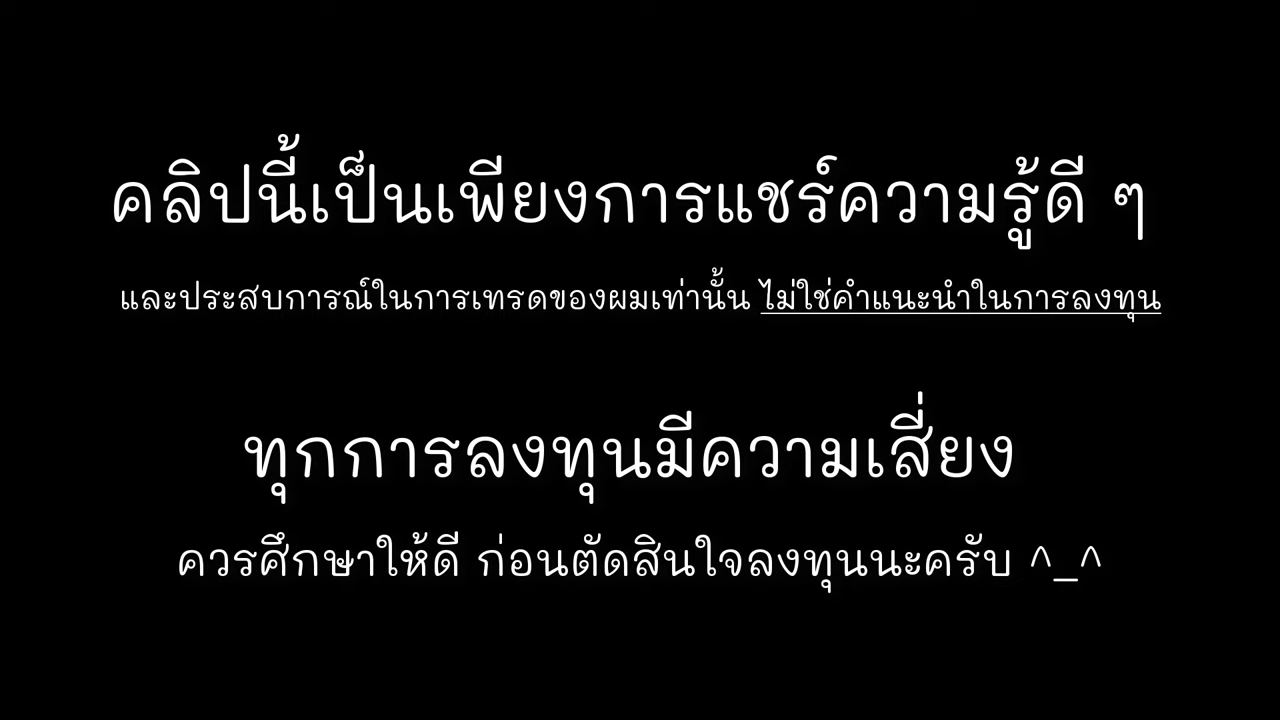 คลิปนี้เป็นเพียงการแชร์ความรู้ดี ๆ
และประสบการณ์ในการเทรดของผมเท่านั้น ไม่ใช่คำแนะนำในการลงทุน
ทุกการลงทุนมีความเสี่ยง
ควรศึกษาให้ดี ก่อนตัดสินใจลงทุนนะครับ ^_^